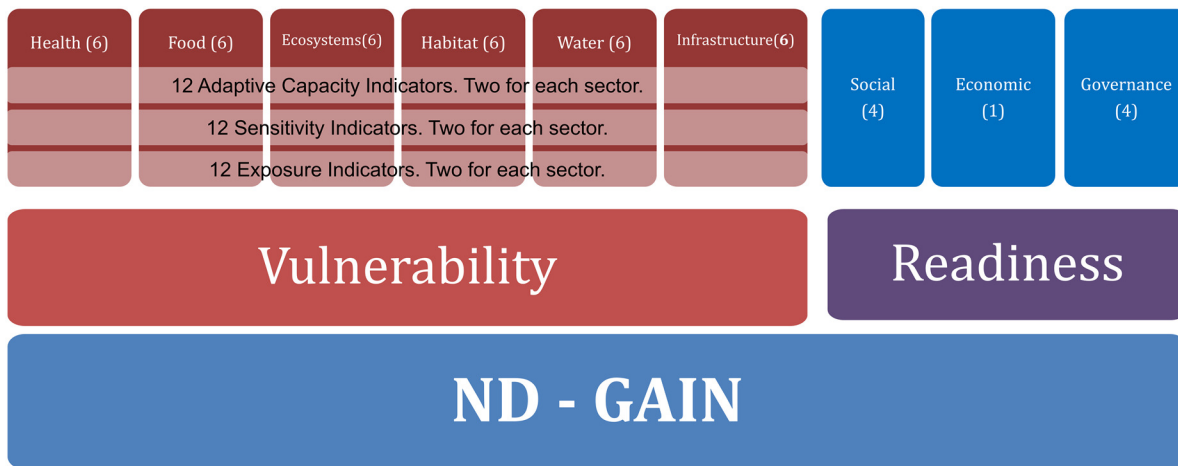 Health (6)
Food (6)
Ecosystems(6)
Habitat (6)
Water (6)
Infrastructure(6)
12 Adaptive Capacity Indicators. Two for each sector.
12 Sensitivity Indicators. Two for each sector.
12 Exposure Indicators. Two for each sector.
Social
(4)
Economic
(1)
Governance
(4)
Vulnerability
Readiness
ND - GAIN